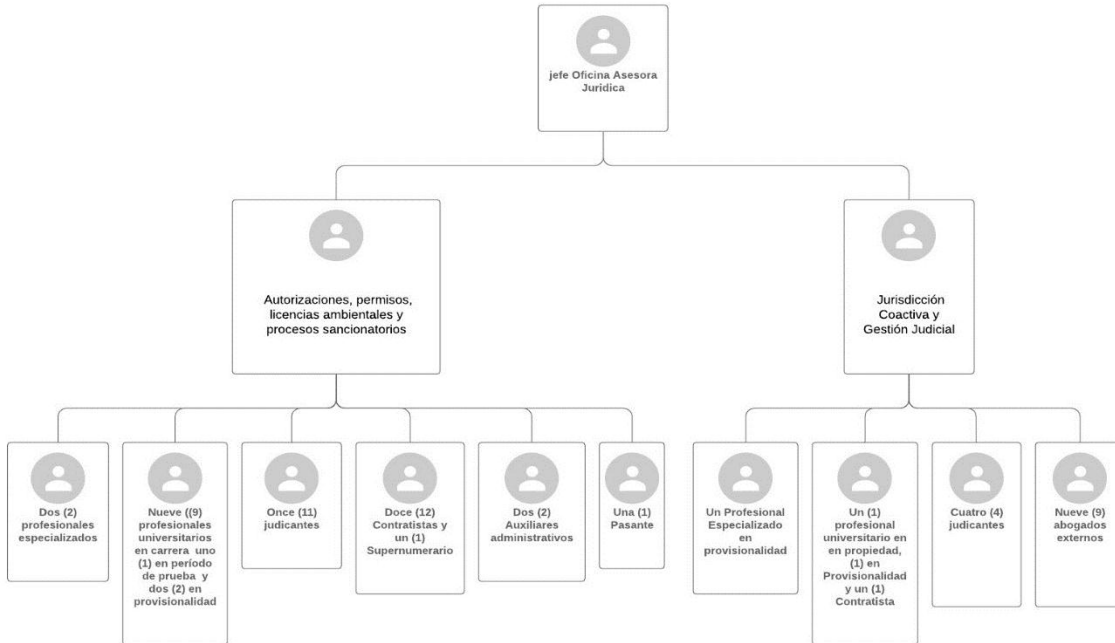 jefe Oficina Asesora
Juridica
Autorizaciones, permisos,
licencias ambientales y
procesos sancionatorios
Jurisdicción
Coactiva y
Gestión Judicial
Dos (2)
profesionales
especializados
Nueve ((9)
profesionales
universitarios
en carrera uno
(1) en período
de prueba y
dos (2) en
provisionalidad
Once (11)
judicantes
Doce (12)
Contratistas y
un (1)
Supernumerario
Dos (2)
Auxiliares
administrativos
Una (1)
Pasante
Un Profesional
Especializado
en
provisionalidad
Un (1)
profesional
universitario en
en propiedad,
(1) en
Provisionalidad
y un (1)
Contratista
Cuatro (4)
judicantes
Nueve (9)
abogados
externos